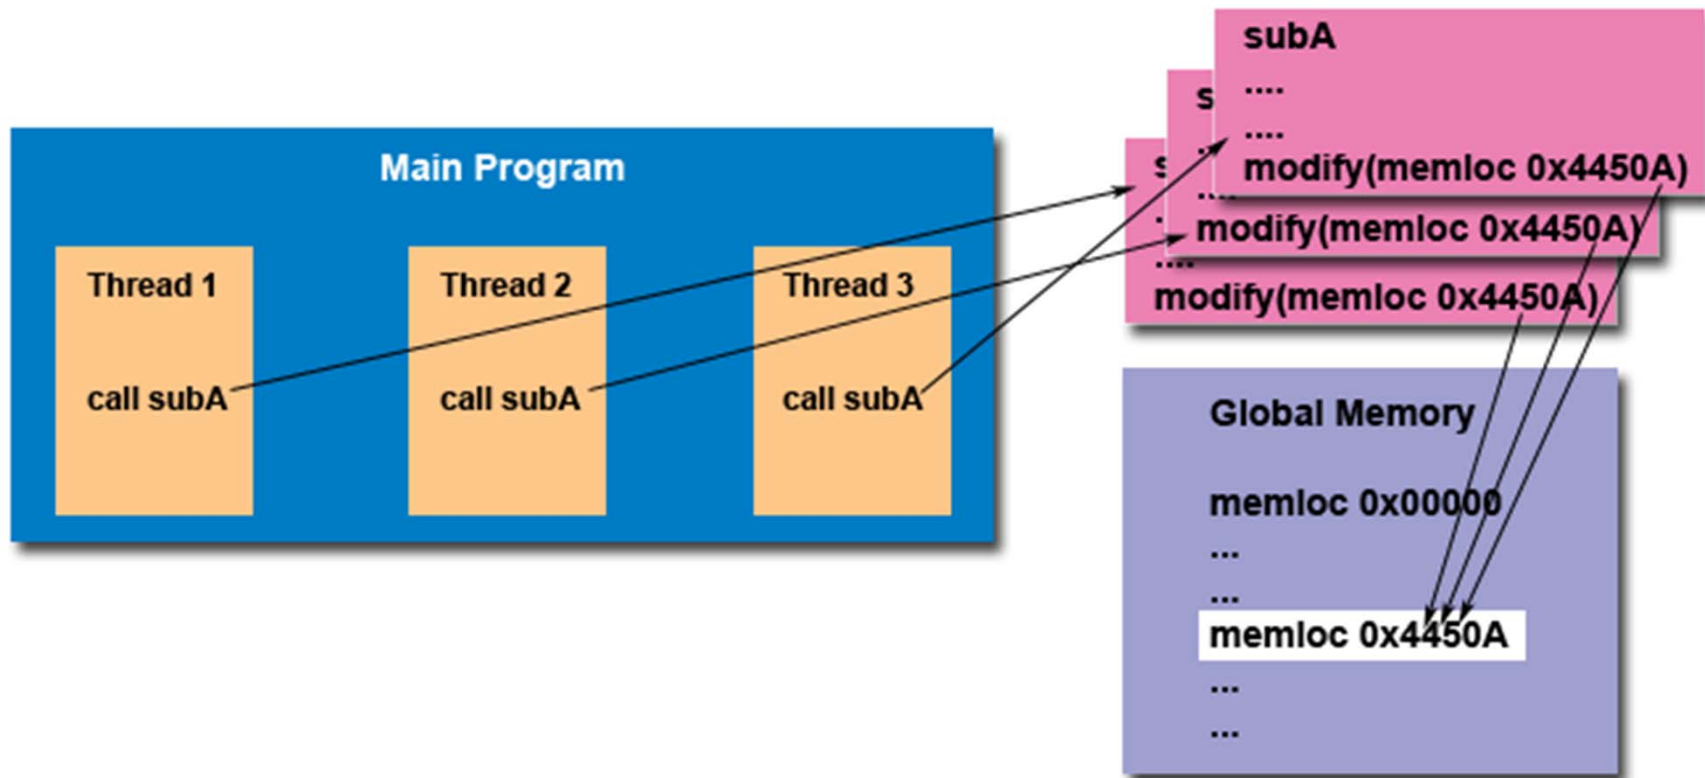 Main Program
Thread 1
call subA
Thread 2
call subA
Thread 3
call subA
subA
....
....
modify(memloc 0x4450A)
s
..
....
modify(memloc 0x4450A)
s
.
....
modify(memloc 0x4450A)
Global Memory
memloc 0x00000
...
...
memloc 0x4450A
...
...